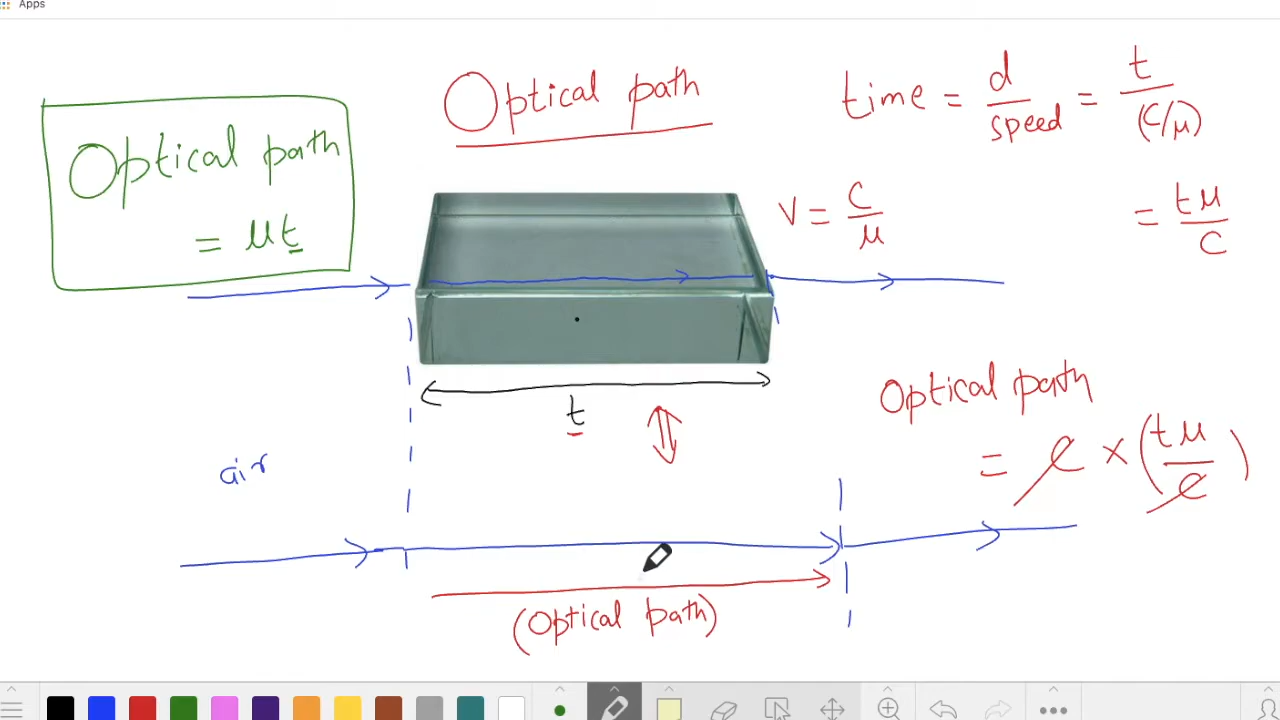 Apps
Optical path
= μt
Optical path
time = d/speed = t/(c/μ)
v = c/μ
= tμ/c
t
Optical path
= c × (tμ/c)
air
(Optical path)